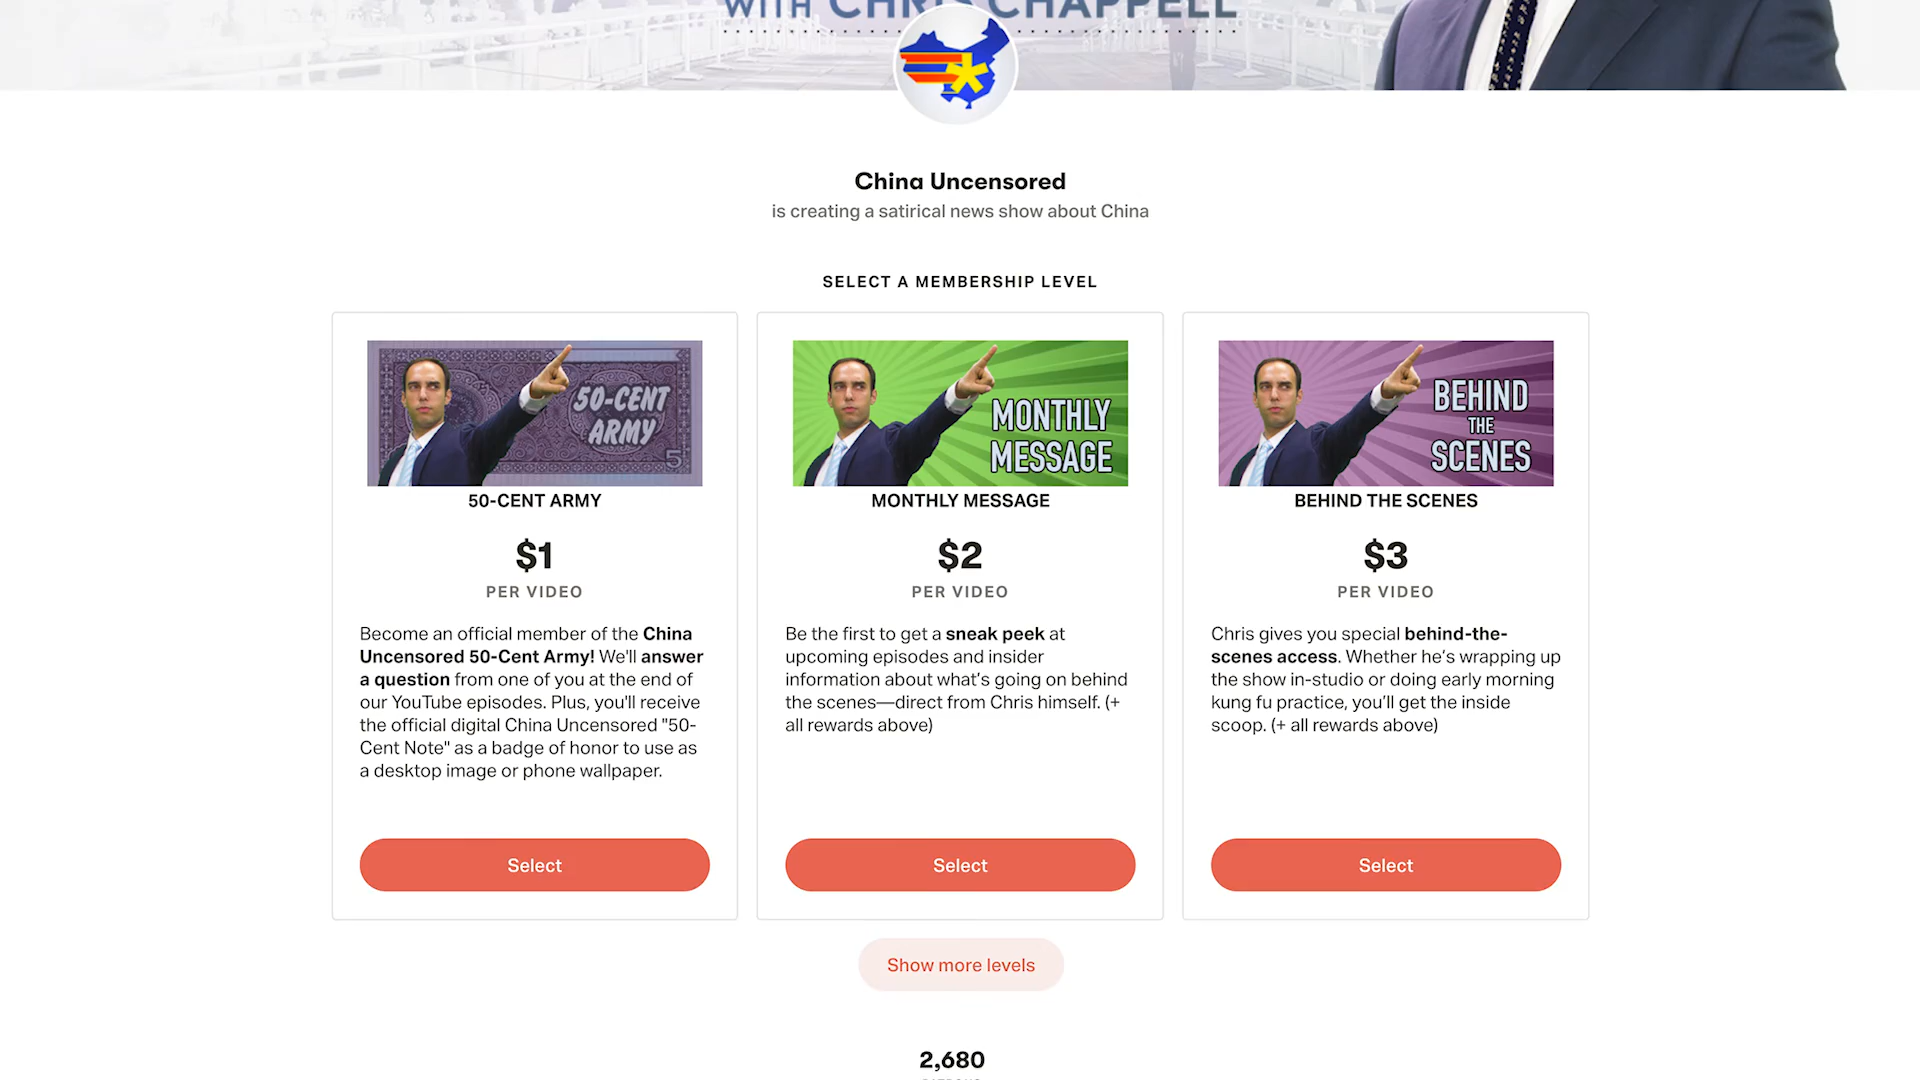 WITH CHRIS CHAPPELL
China Uncensored
is creating a satirical news show about China
SELECT A MEMBERSHIP LEVEL
50-CENT
ARMY
5
50-CENT ARMY
$1
PER VIDEO
Become an official member of the China
Uncensored 50-Cent Army! We'll answer
a question from one of you at the end of
our YouTube episodes. Plus, you'll receive
the official digital China Uncensored "50-
Cent Note" as a badge of honor to use as
a desktop image or phone wallpaper.
Select
MONTHLY
MESSAGE
MONTHLY MESSAGE
$2
PER VIDEO
Be the first to get a sneak peek at
upcoming episodes and insider
information about what’s going on behind
the scenes—direct from Chris himself. (+
all rewards above)
Select
BEHIND
THE
SCENES
BEHIND THE SCENES
$3
PER VIDEO
Chris gives you special behind-the-
scenes access. Whether he’s wrapping up
the show in-studio or doing early morning
kung fu practice, you’ll get the inside
scoop. (+ all rewards above)
Select
Show more levels
2,680